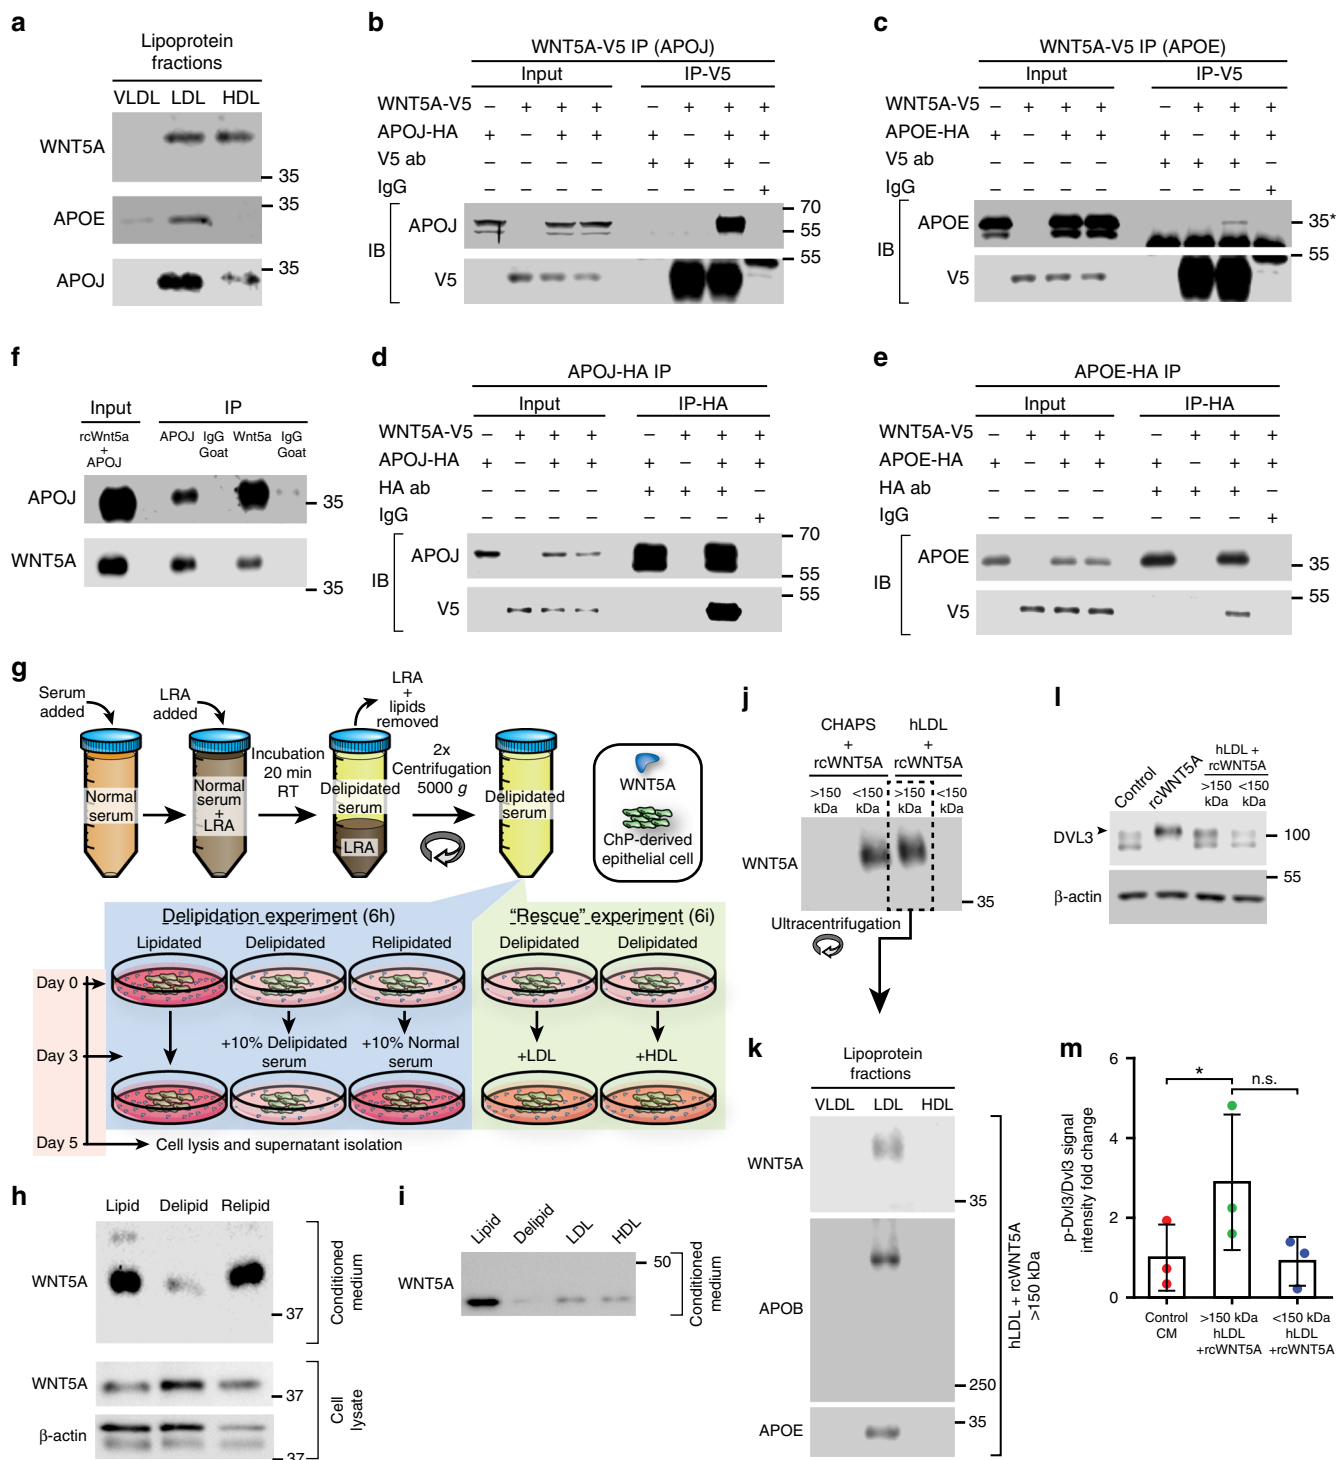 a
Lipoprotein
fractions
VLDL LDL HDL
WNT5A
35
APOE
35
APOJ
35
b
WNT5A-V5 IP (APOJ)
Input IP-V5
WNT5A-V5 – + + + – + + +
APOJ-HA + – + + + – + +
V5 ab – – – – + + + –
IgG – – – – – – – +
IB
APOJ
70
55
V5
55
c
WNT5A-V5 IP (APOE)
Input IP-V5
WNT5A-V5 – + + + – + + +
APOE-HA + – + + + – + +
V5 ab – – – – + + + –
IgG – – – – – – – +
IB
APOE
35*
V5
55
f
Input IP
rcWnt5a
+
APOJ
APOJ IgG Goat Wnt5a IgG Goat
APOJ
35
WNT5A
35
d
APOJ-HA IP
Input IP-HA
WNT5A-V5 – + + + – + + +
APOJ-HA + – + + + – + +
HA ab – – – – + + + –
IgG – – – – – – – +
IB
APOJ
70
55
V5
55
e
APOE-HA IP
Input IP-HA
WNT5A-V5 – + + + – + + +
APOE-HA + – + + + – + +
HA ab – – – – + + + –
IgG – – – – – – – +
IB
APOE
35
V5
55
g
Serum
added
LRA
added
LRA
+
lipids
removed
Incubation
20 min
RT
2x
Centrifugation
5000 g
Normal
serum
Normal
serum
+
LRA
Delipidated
serum
LRA
Delipidated
serum
WNT5A
ChP-derived
epithelial cell
Delipidation experiment (6h)
"Rescue" experiment (6i)
Lipidated Delipidated Relipidated Delipidated Delipidated
Day 0
+10% Delipidated
serum
+10% Normal
serum
+LDL
+HDL
Day 3
Day 5
Cell lysis and supernatant isolation
j
CHAPS
+
rcWNT5A
hLDL
+
rcWNT5A
>150
kDa
<150
kDa
>150
kDa
<150
kDa
WNT5A
35
Ultracentrifugation
l
Control
rcWNT5A
hLDL +
rcWNT5A
>150
kDa
<150
kDa
DVL3
100
55
β-actin
h
Lipid Delipid Relipid
WNT5A
37
Conditioned
medium
WNT5A
37
β-actin
37
Cell
lysate
i
Lipid
Delipid
LDL
HDL
50
WNT5A
Conditioned
medium
k
Lipoprotein
fractions
VLDL LDL HDL
WNT5A
35
APOB
250
APOE
35
hLDL + rcWNT5A
>150 kDa
m
p-Dvl3/Dvl3 signal
intensity fold change
6
4
2
0
*
n.s.
Control
CM
>150 kDa
hLDL
+rcWNT5A
<150 kDa
hLDL
+rcWNT5A